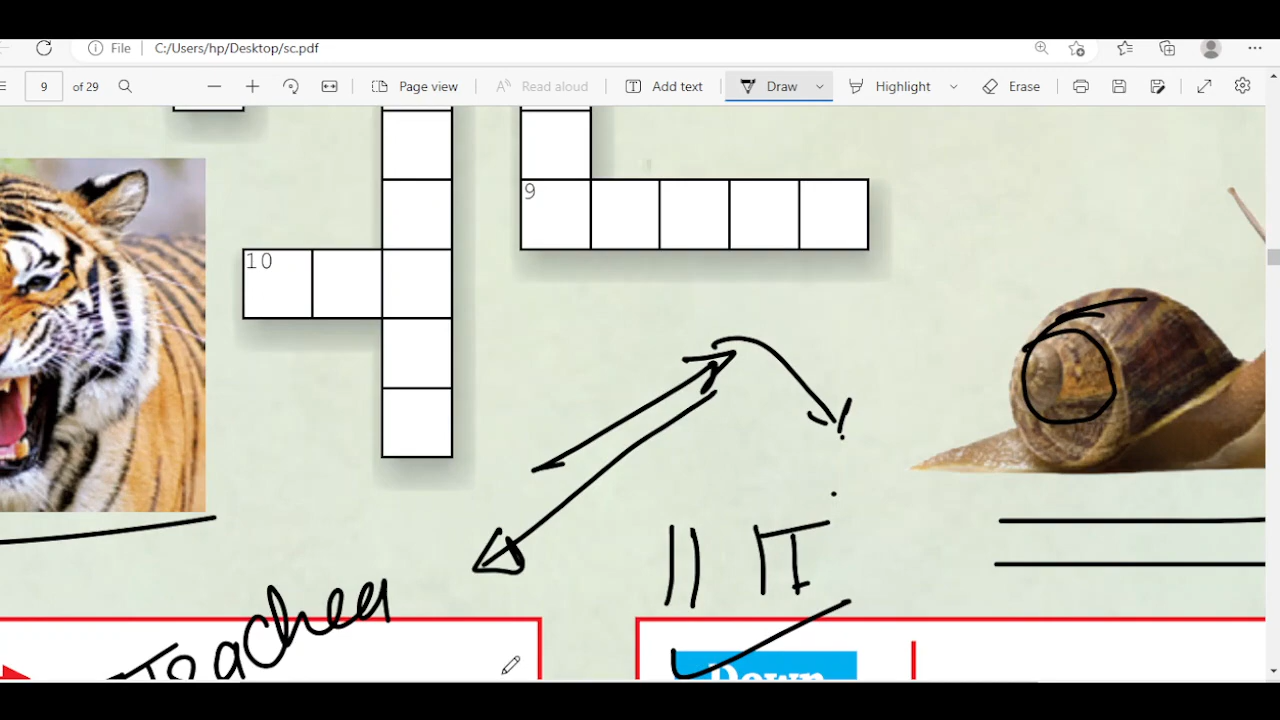 File C:/Users/hp/Desktop/sc.pdf
9 of 29 Page view Read aloud Add text Draw Highlight Erase
9
10
Teacher
Down